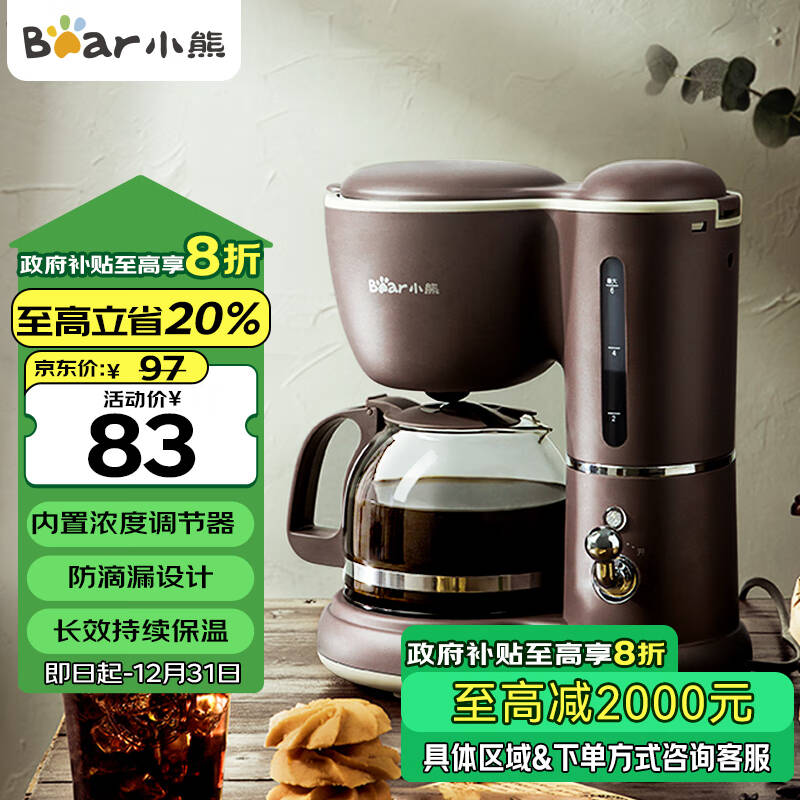 Bear小熊
政府补贴至高享8折
至高立省20%
京东价:¥ 97
活动价¥
83
内置浓度调节器
防滴漏设计
长效持续保温
即日起-12月31日
Bear小熊
最大
6
4
2
开
政府补贴至高享8折
至高减2000元
具体区域&下单方式咨询客服